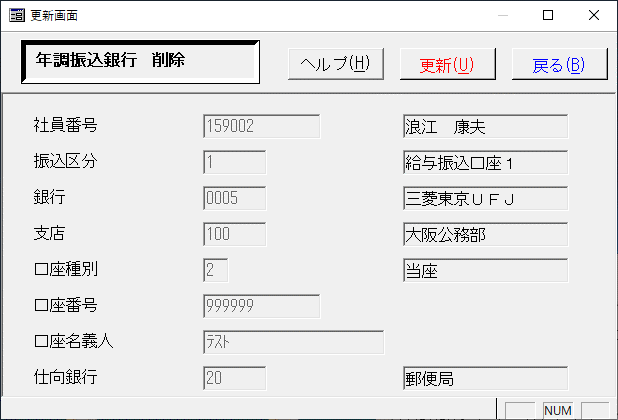 更新画面
年調振込銀行　削除
ヘルプ(H)
更新(U)
戻る(B)
社員番号 159002 浪江　康夫
振込区分 1 給与振込口座１
銀行 0005 三菱東京ＵＦＪ
支店 100 大阪公務部
口座種別 2 当座
口座番号 999999
口座名義人 ﾃｽﾄ
仕向銀行 20 郵便局
NUM